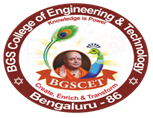 BGS College of Engineering & Technology
Knowledge is Power
BGSCET
Create, Enrich & Transform
Bengaluru - 86